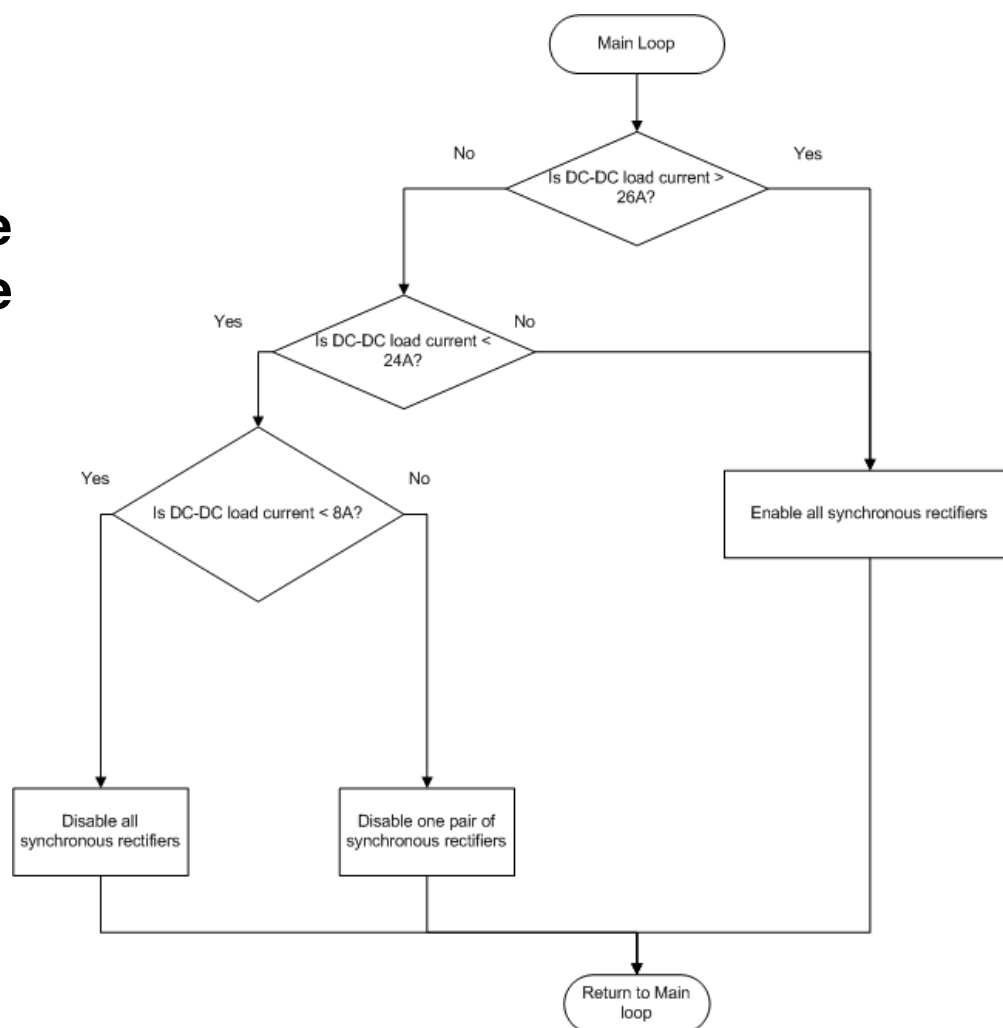 Main Loop
No
Yes
Is DC-DC load current >
26A?
e
e
Yes
No
Is DC-DC load current <
24A?
Yes
No
Is DC-DC load current < 8A?
Enable all synchronous rectifiers
Disable all
synchronous rectifiers
Disable one pair of
synchronous rectifiers
Return to Main
loop